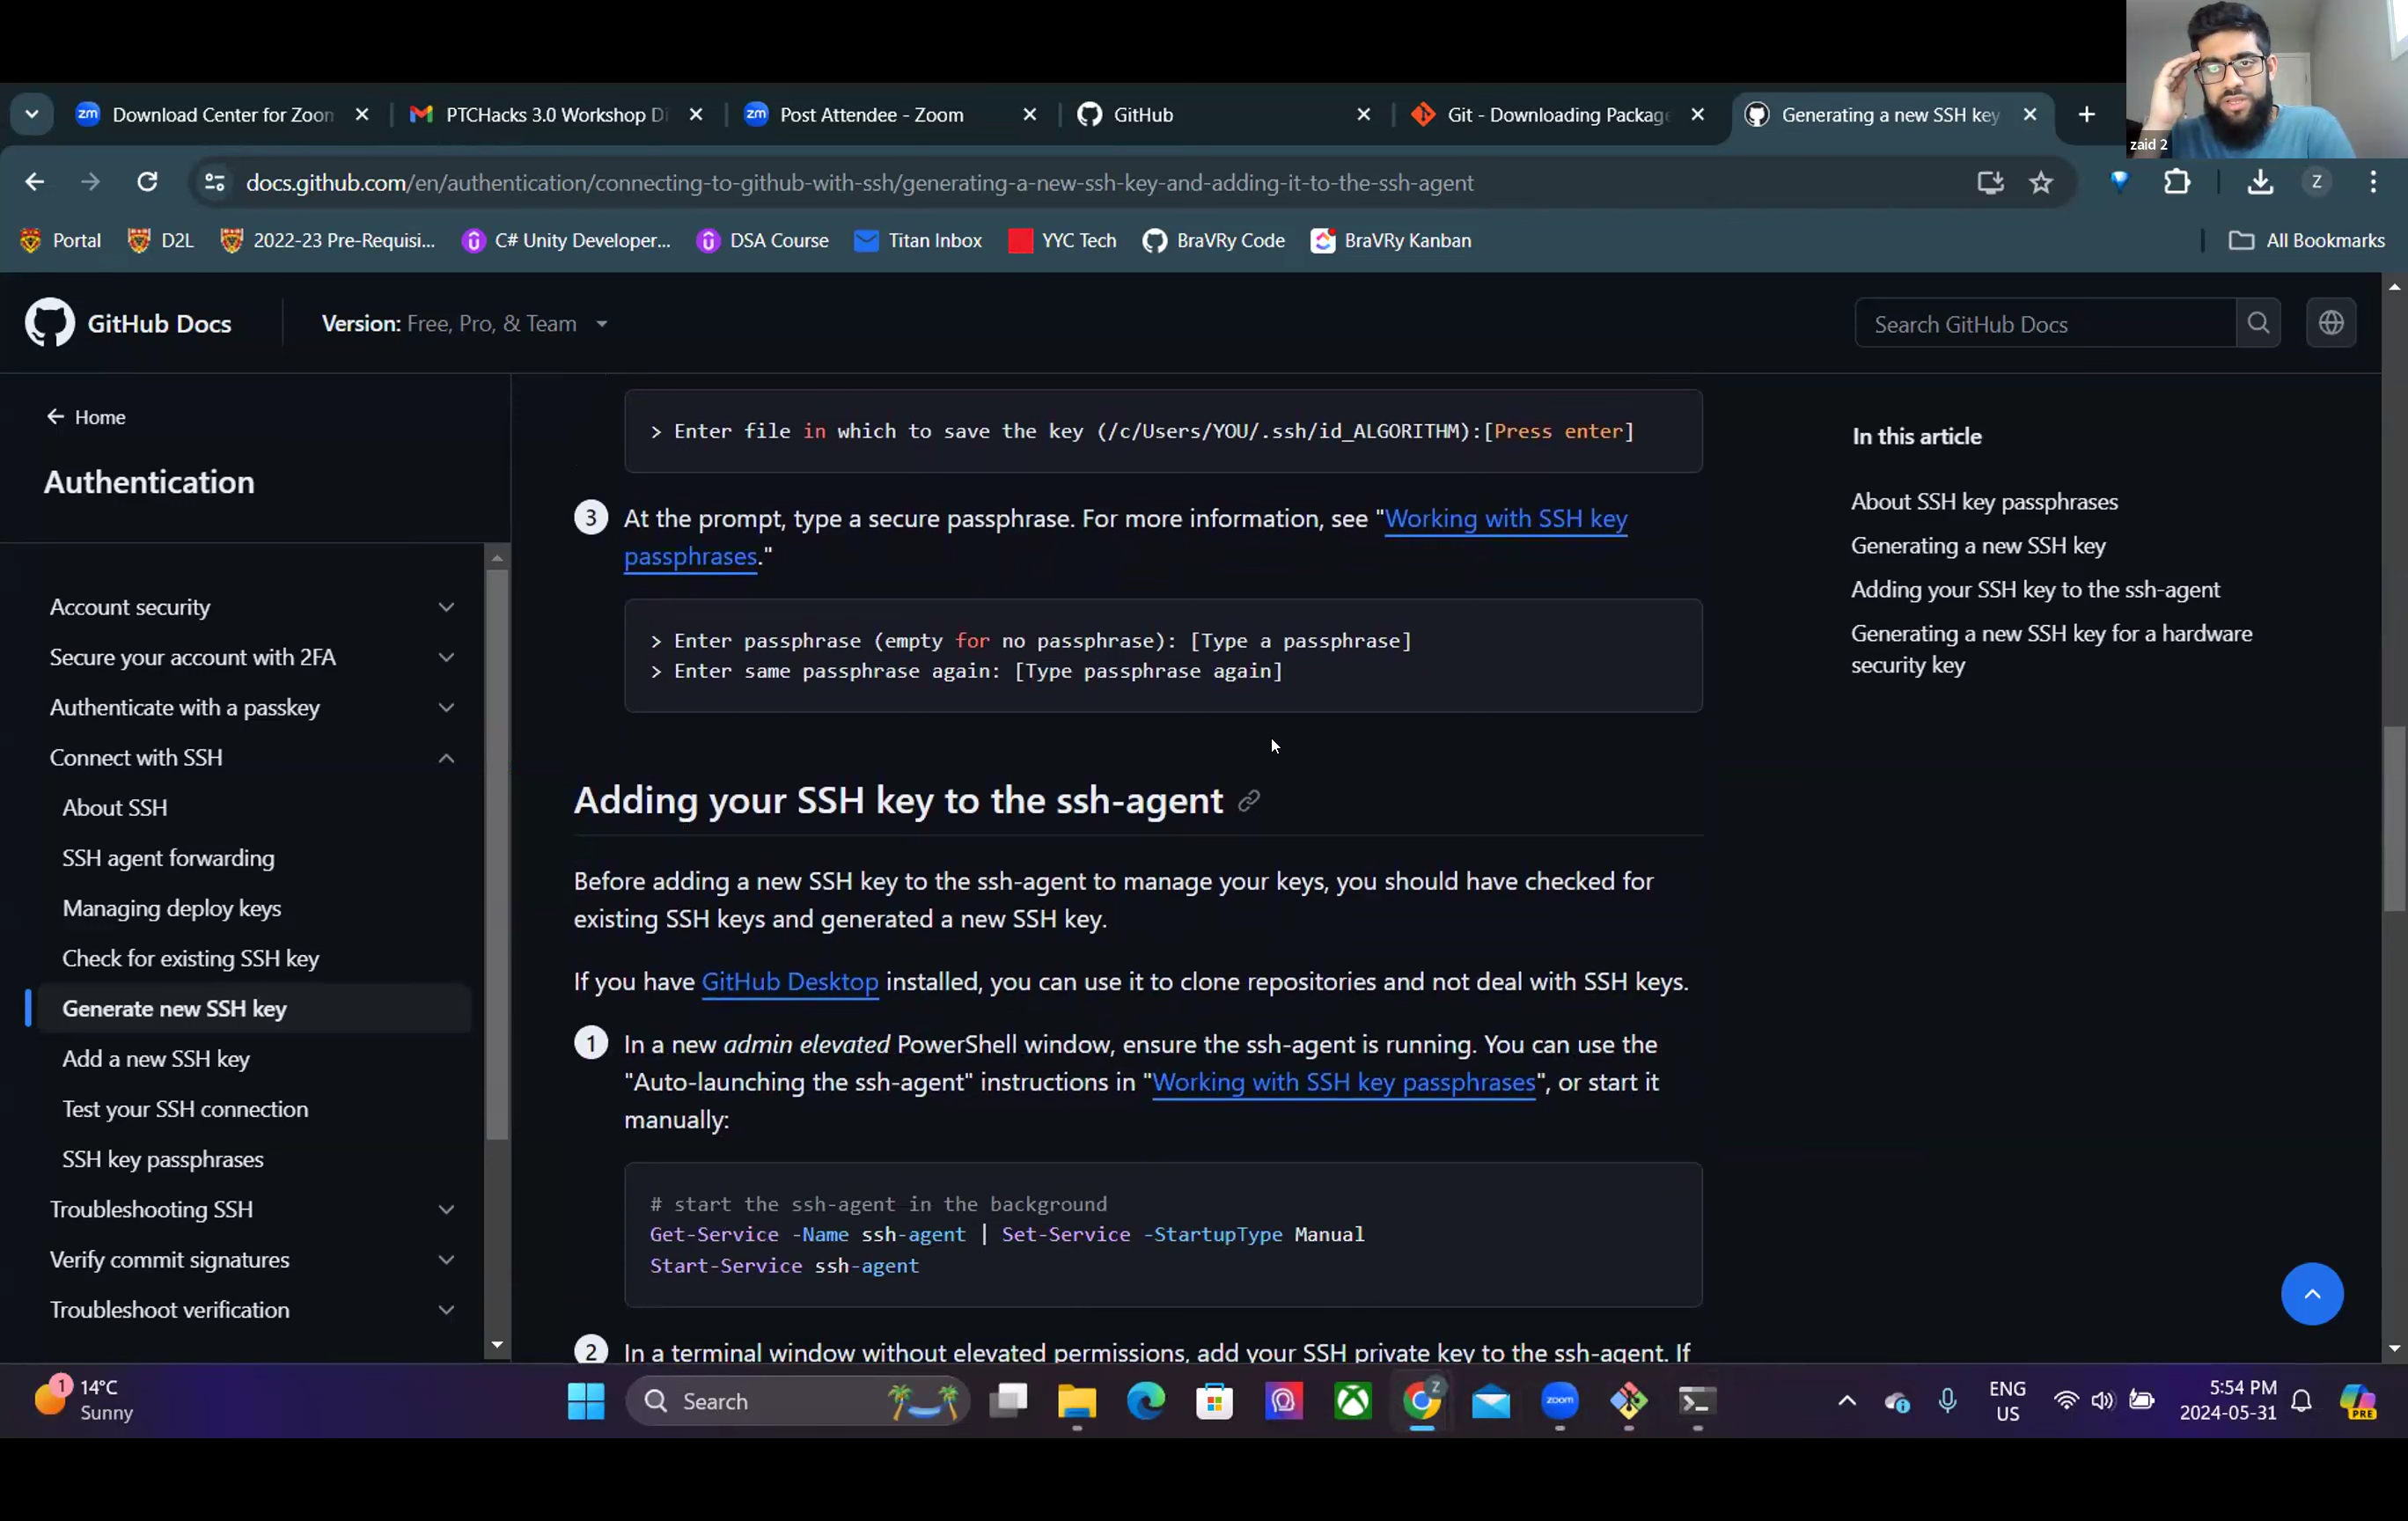 Download Center for Zoon
PTCHacks 3.0 Workshop Di
Post Attendee - Zoom
GitHub
Git - Downloading Package
Generating a new SSH key
zaid 2
docs.github.com/en/authentication/connecting-to-github-with-ssh/generating-a-new-ssh-key-and-adding-it-to-the-ssh-agent
Z
Portal
D2L
2022-23 Pre-Requisi...
C# Unity Developer...
DSA Course
Titan Inbox
YYC Tech
BraVRy Code
BraVRy Kanban
All Bookmarks
GitHub Docs
Version: Free, Pro, & Team
Search GitHub Docs
Home
Authentication
Account security
Secure your account with 2FA
Authenticate with a passkey
Connect with SSH
About SSH
SSH agent forwarding
Managing deploy keys
Check for existing SSH key
Generate new SSH key
Add a new SSH key
Test your SSH connection
SSH key passphrases
Troubleshooting SSH
Verify commit signatures
Troubleshoot verification
> Enter file in which to save the key (/c/Users/YOU/.ssh/id_ALGORITHM):[Press enter]
3 At the prompt, type a secure passphrase. For more information, see "Working with SSH key
passphrases."
> Enter passphrase (empty for no passphrase): [Type a passphrase]
> Enter same passphrase again: [Type passphrase again]
Adding your SSH key to the ssh-agent
Before adding a new SSH key to the ssh-agent to manage your keys, you should have checked for
existing SSH keys and generated a new SSH key.
If you have GitHub Desktop installed, you can use it to clone repositories and not deal with SSH keys.
1 In a new admin elevated PowerShell window, ensure the ssh-agent is running. You can use the
"Auto-launching the ssh-agent" instructions in "Working with SSH key passphrases", or start it
manually:
# start the ssh-agent in the background
Get-Service -Name ssh-agent | Set-Service -StartupType Manual
Start-Service ssh-agent
2 In a terminal window without elevated permissions, add your SSH private key to the ssh-agent. If
In this article
About SSH key passphrases
Generating a new SSH key
Adding your SSH key to the ssh-agent
Generating a new SSH key for a hardware
security key
1
14°C
Sunny
Search
Z
zoom
ENG
US
5:54 PM
2024-05-31
PRE